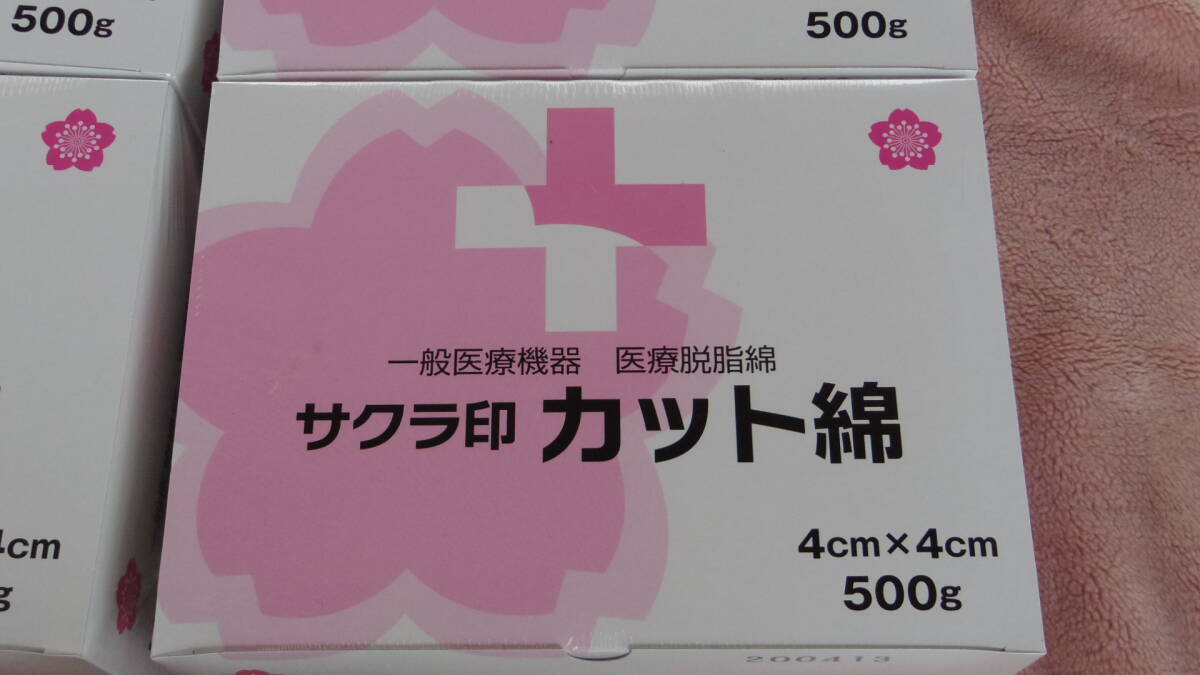 500g
500g
一般医療機器　医療脱脂綿
サクラ印 カット綿
4cm×4cm
500g
cm
g
200413